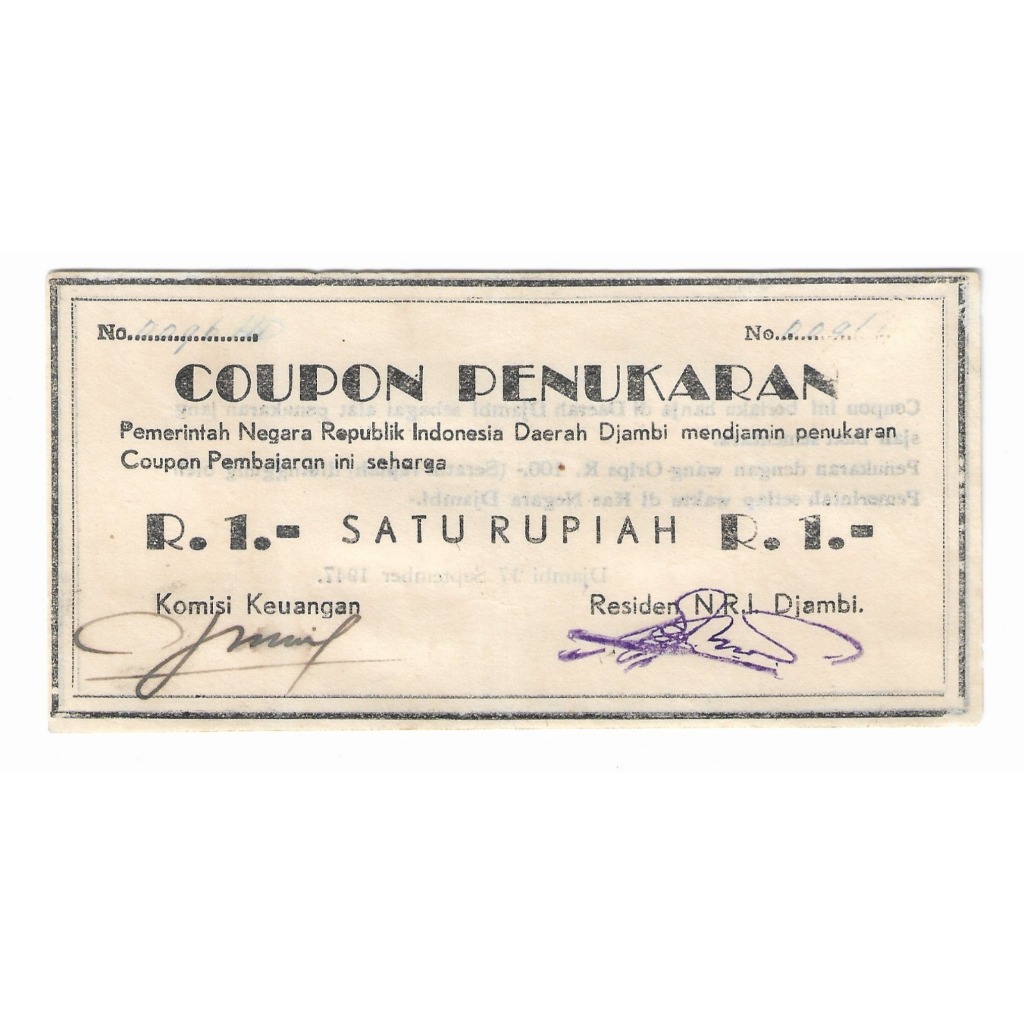 No. No.
COUPON PENUKARAN
Pemerintah Negara Republik Indonesia Daerah Djambi mendjamin penukaran
Coupon Pembajaran ini seharga
R. 1.- SATU RUPIAH R. 1.-
Komisi Keuangan Residen N.R.I. Djambi.